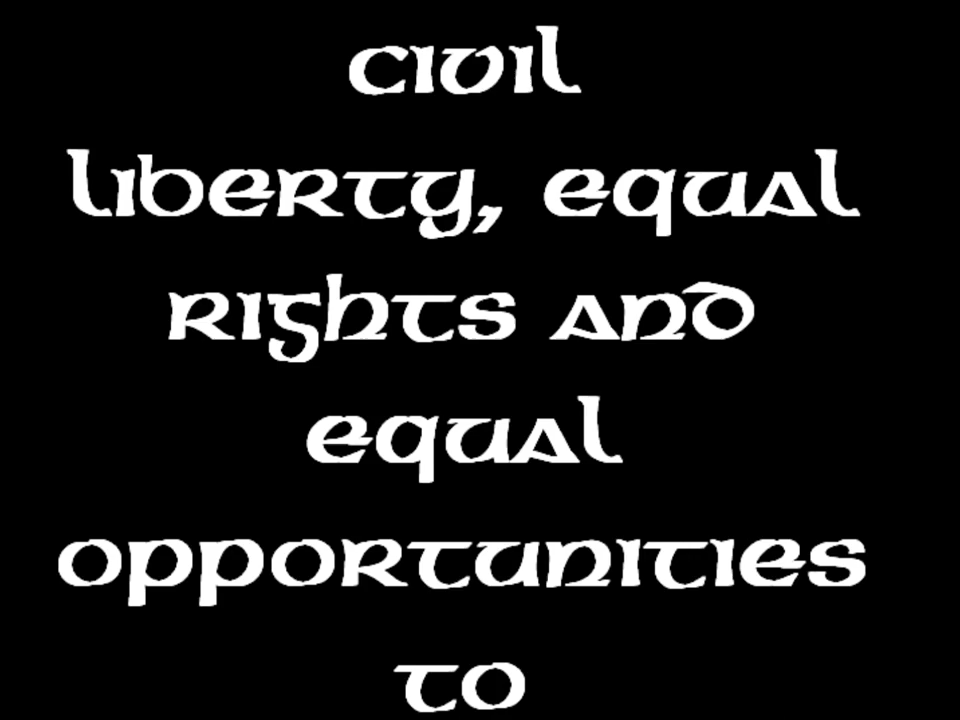 civil
liberty, equal
rights and
equal
opportunities
to